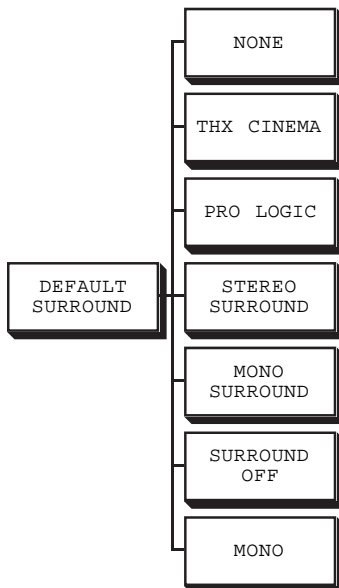 NONE
THX CINEMA
PRO LOGIC
DEFAULT
SURROUND
STEREO
SURROUND
MONO
SURROUND
SURROUND
OFF
MONO